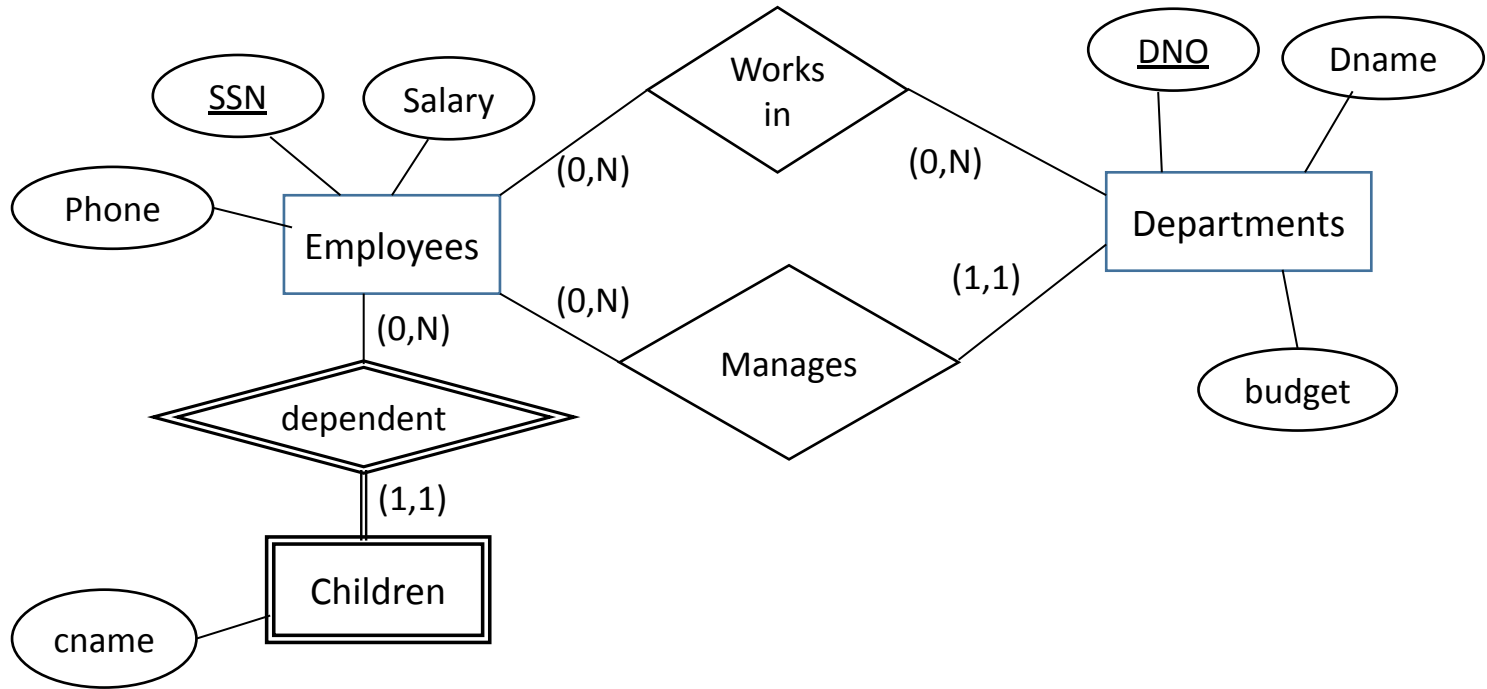 SSN
Salary
Phone
Employees
Works
in
(0,N)
(0,N)
DNO
Dname
Departments
budget
(0,N)
(1,1)
Manages
(0,N)
dependent
(1,1)
Children
cname